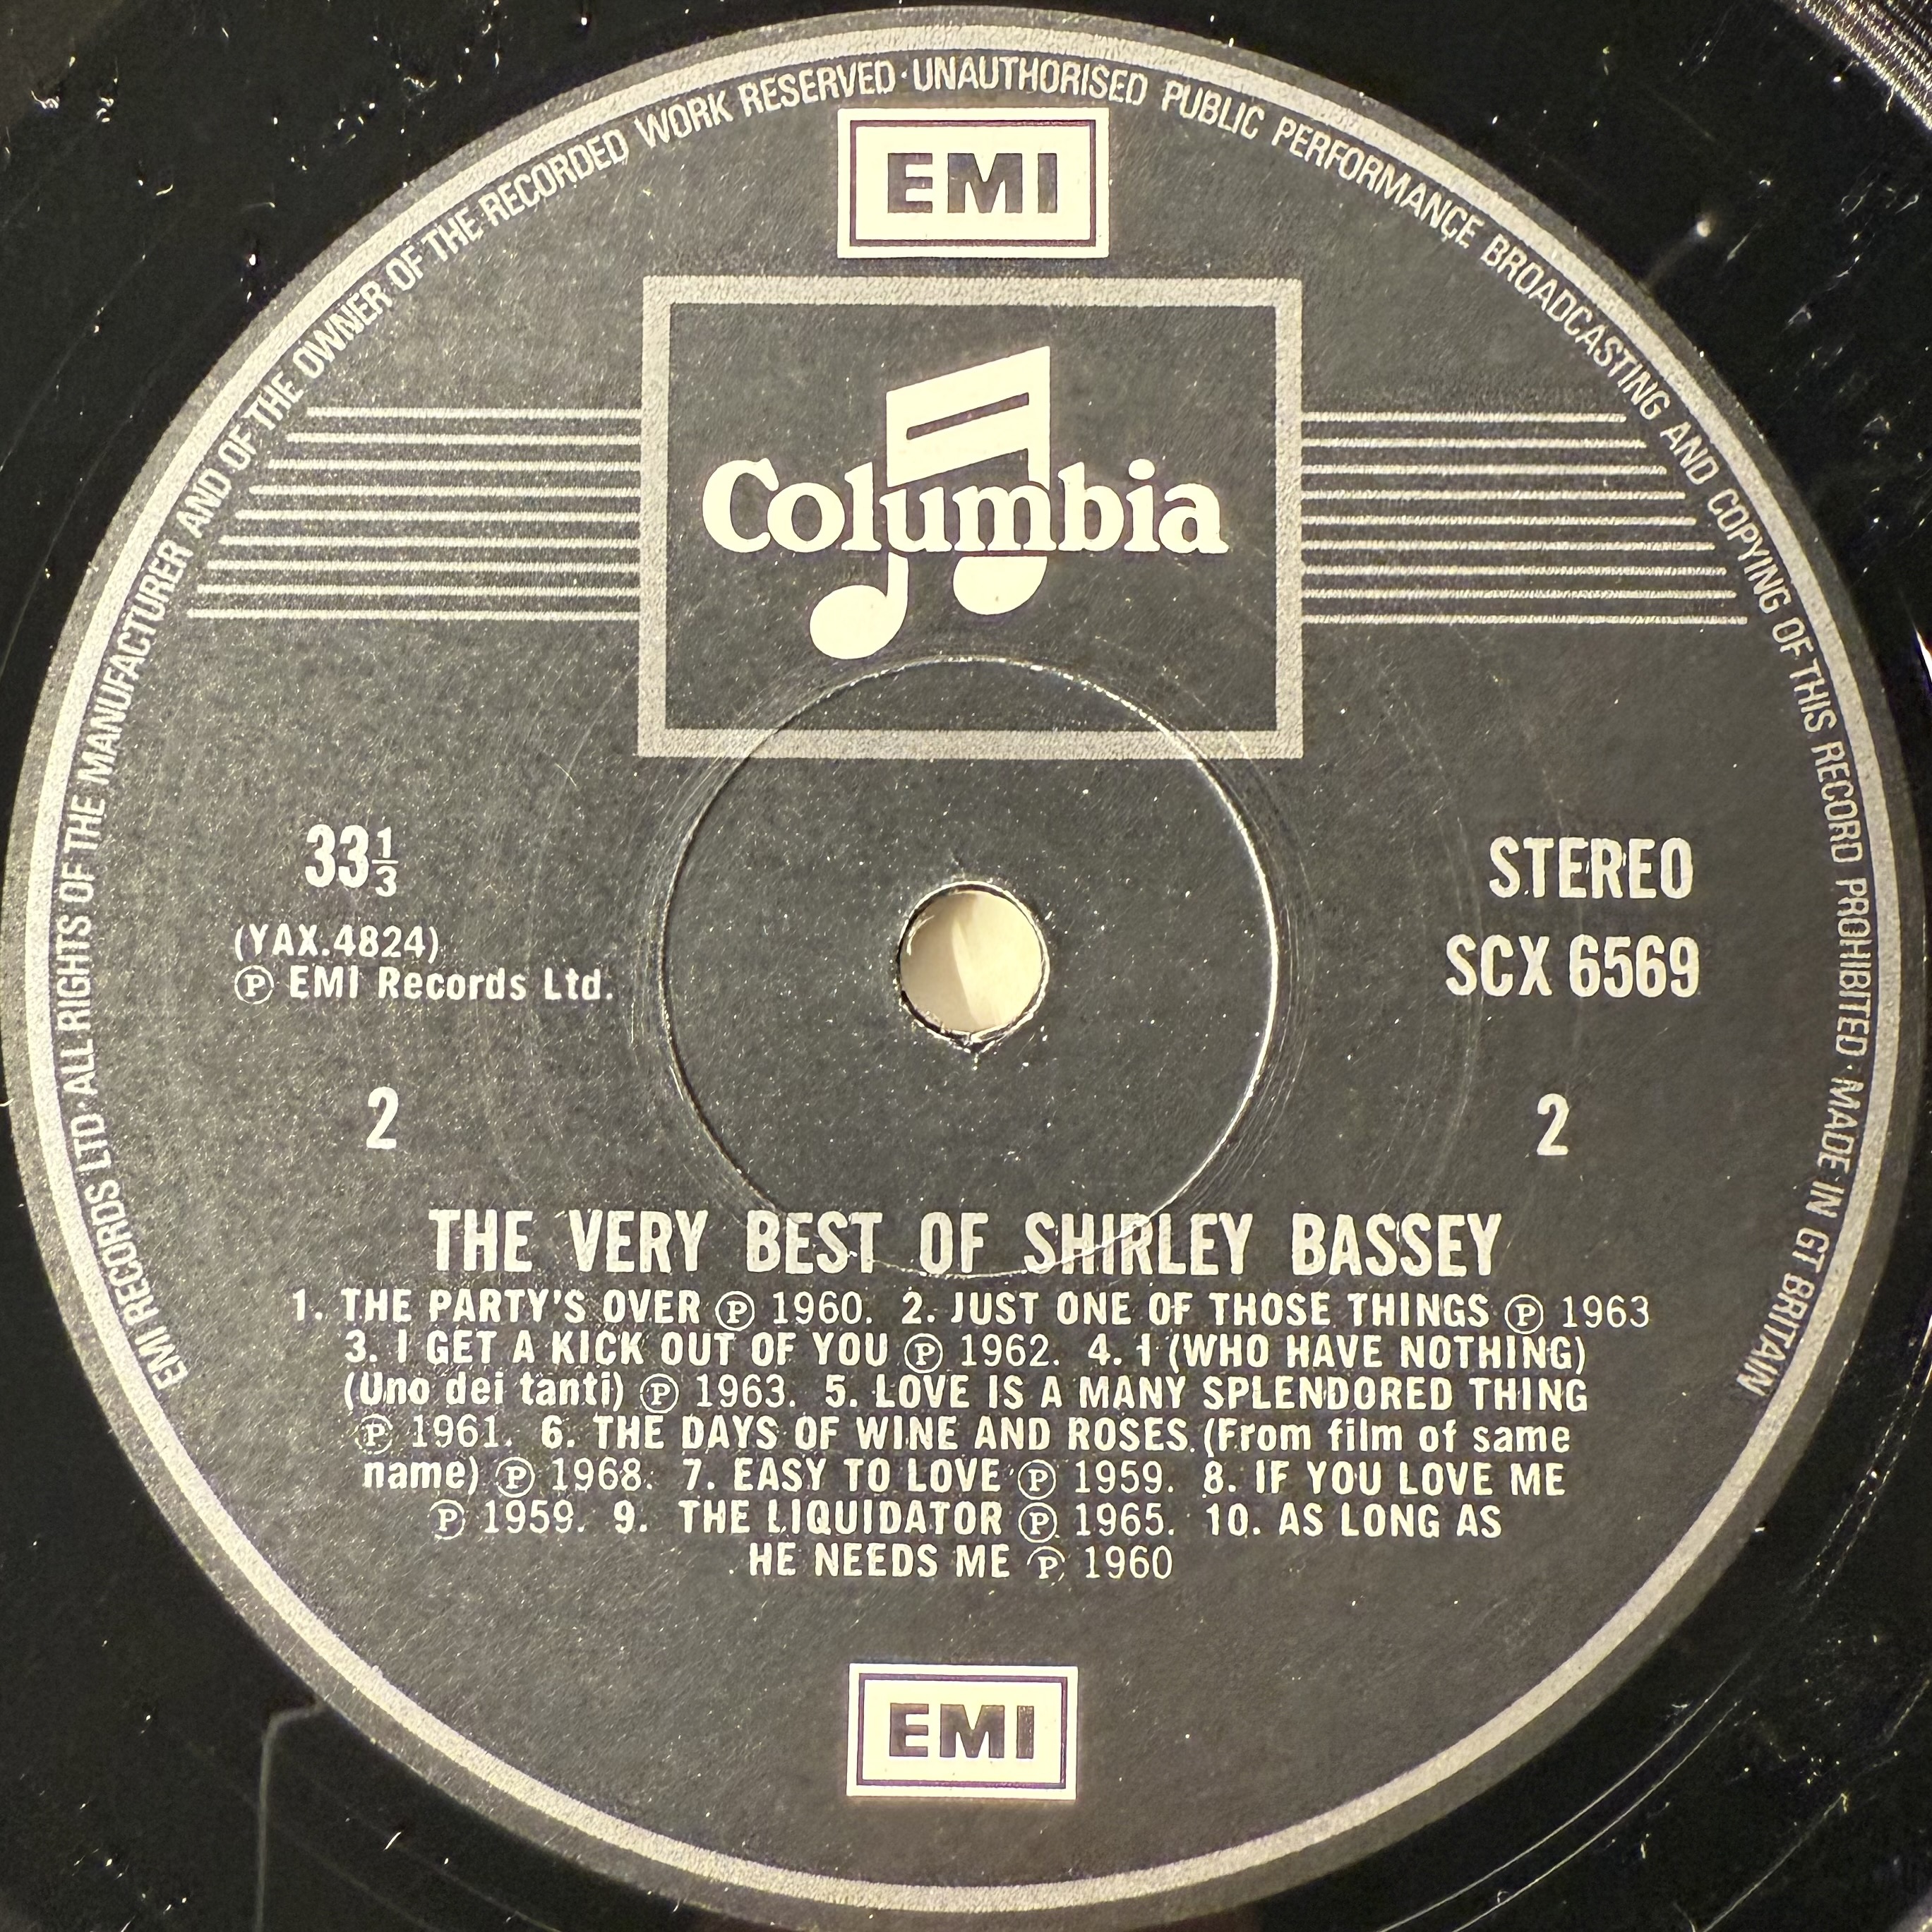 EMI RECORDS LTD · ALL RIGHTS OF THE MANUFACTURER AND OF THE OWNER OF THE RECORDED WORK RESERVED · UNAUTHORISED PUBLIC PERFORMANCE BROADCASTING AND COPYING OF THIS RECORD PROHIBITED · MADE IN GT BRITAIN
EMI
Columbia
33⅓
STEREO
(YAX.4824)
SCX 6569
Ⓟ EMI Records Ltd.
2
2
THE VERY BEST OF SHIRLEY BASSEY
1. THE PARTY'S OVER Ⓟ 1960. 2. JUST ONE OF THOSE THINGS Ⓟ 1963
3. I GET A KICK OUT OF YOU Ⓟ 1962. 4. I (WHO HAVE NOTHING)
(Uno dei tanti) Ⓟ 1963. 5. LOVE IS A MANY SPLENDORED THING
Ⓟ 1961. 6. THE DAYS OF WINE AND ROSES (From film of same
name) Ⓟ 1968. 7. EASY TO LOVE Ⓟ 1959. 8. IF YOU LOVE ME
Ⓟ 1959. 9. THE LIQUIDATOR Ⓟ 1965. 10. AS LONG AS
HE NEEDS ME Ⓟ 1960
EMI